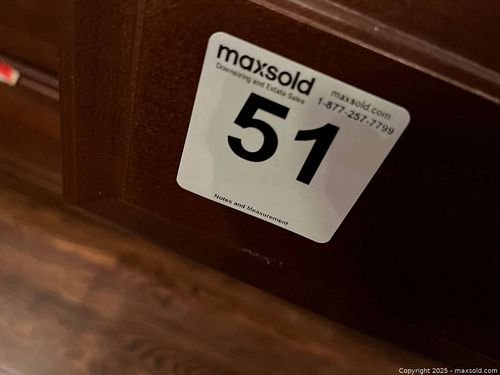 maxsold
Downsizing and Estate Sales
maxsold.com
1-877-257-7799
51
Notes and Measurement
Copyright 2025 - maxsold.com